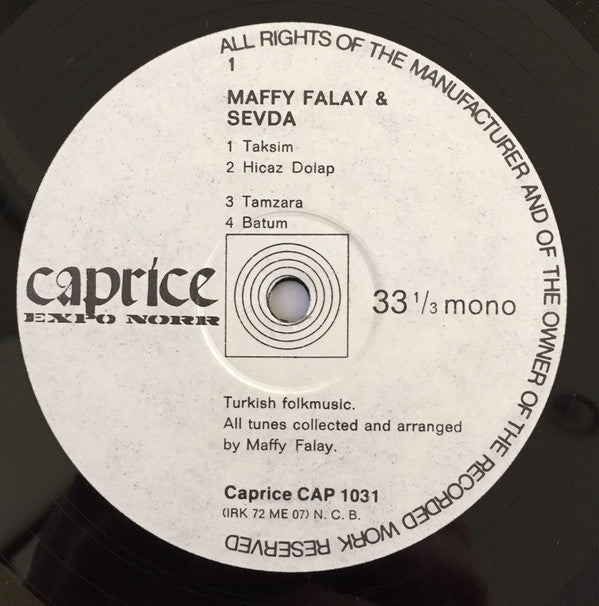 ALL RIGHTS OF THE MANUFACTURER AND OF THE OWNER OF THE RECORDED WORK RESERVED
1
MAFFY FALAY &
SEVDA
1 Taksim
2 Hicaz Dolap
3 Tamzara
4 Batum
caprice
EXPO NORR
33 1/3 mono
Turkish folkmusic.
All tunes collected and arranged
by Maffy Falay.
Caprice CAP 1031
(IRK 72 ME 07) N. C. B.